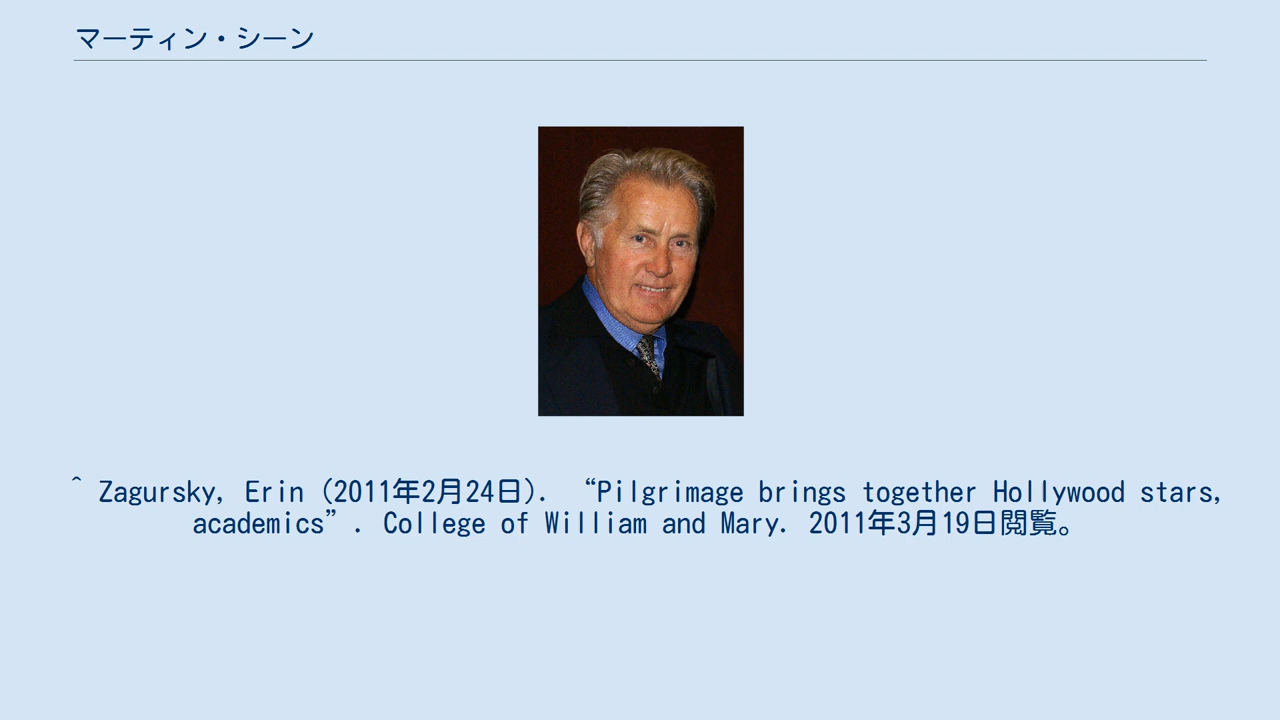 マーティン・シーン
^ Zagursky, Erin (2011年2月24日). “Pilgrimage brings together Hollywood stars,
academics”. College of William and Mary. 2011年3月19日閲覧。